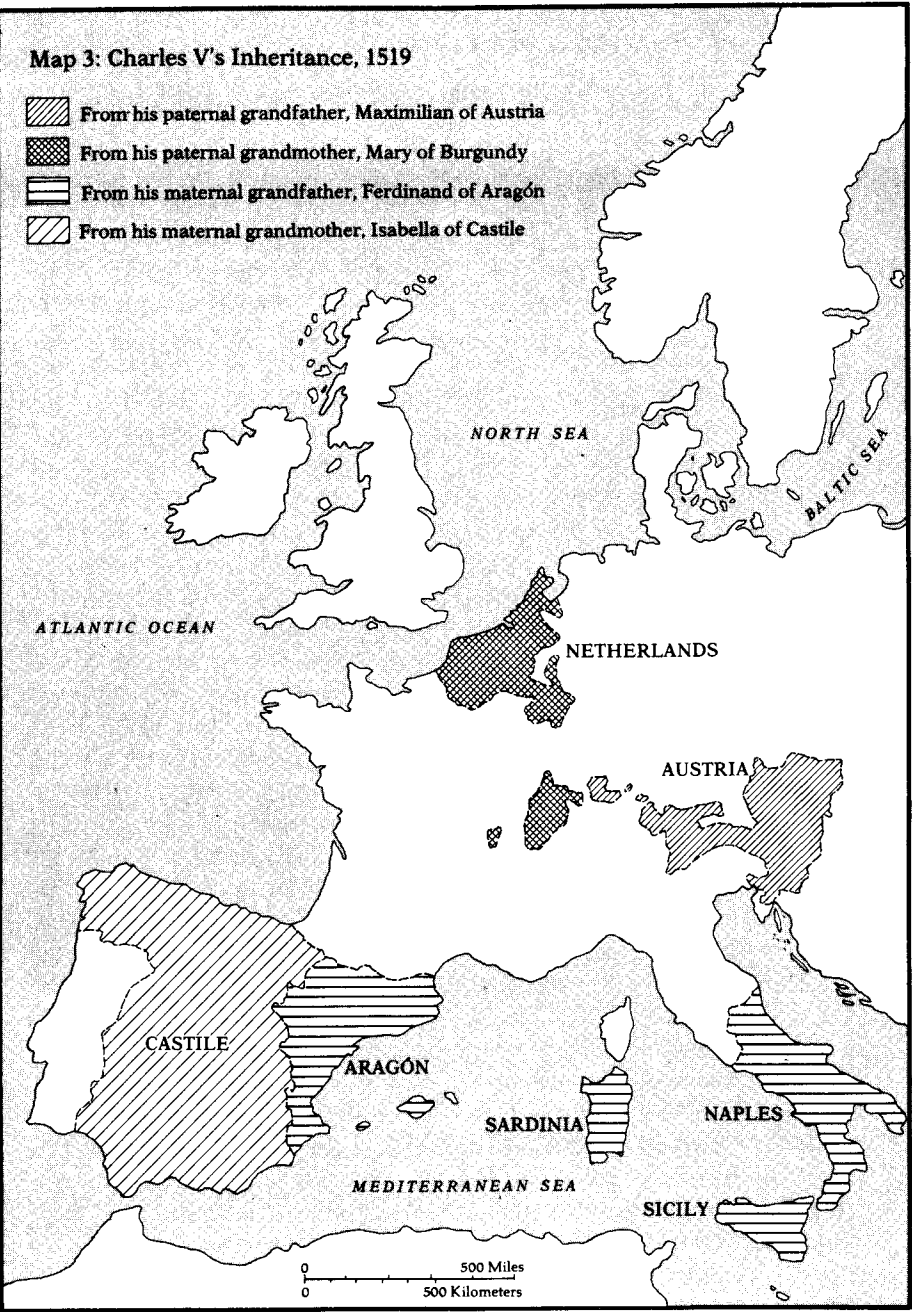 Map 3: Charles V's Inheritance, 1519
From his paternal grandfather, Maximilian of Austria
From his paternal grandmother, Mary of Burgundy
From his maternal grandfather, Ferdinand of Aragón
From his maternal grandmother, Isabella of Castile
NORTH SEA
BALTIC SEA
ATLANTIC OCEAN
NETHERLANDS
AUSTRIA
CASTILE
ARAGÓN
SARDINIA
NAPLES
MEDITERRANEAN SEA
SICILY
0 500 Miles
0 500 Kilometers